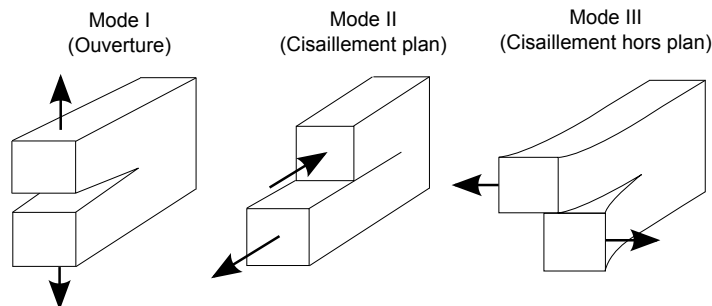 Mode I
(Ouverture)
Mode II
(Cisaillement plan)
Mode III
(Cisaillement hors plan)